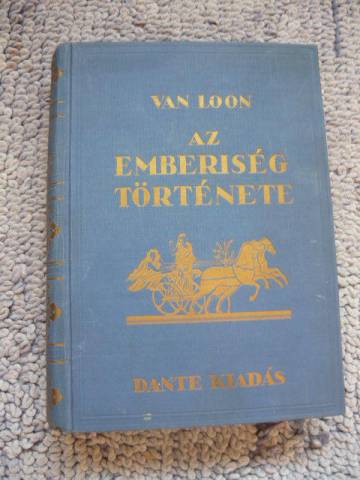 VAN LOON
AZ
EMBERISÉG
TÖRTÉNETE
DANTE KIADÁS